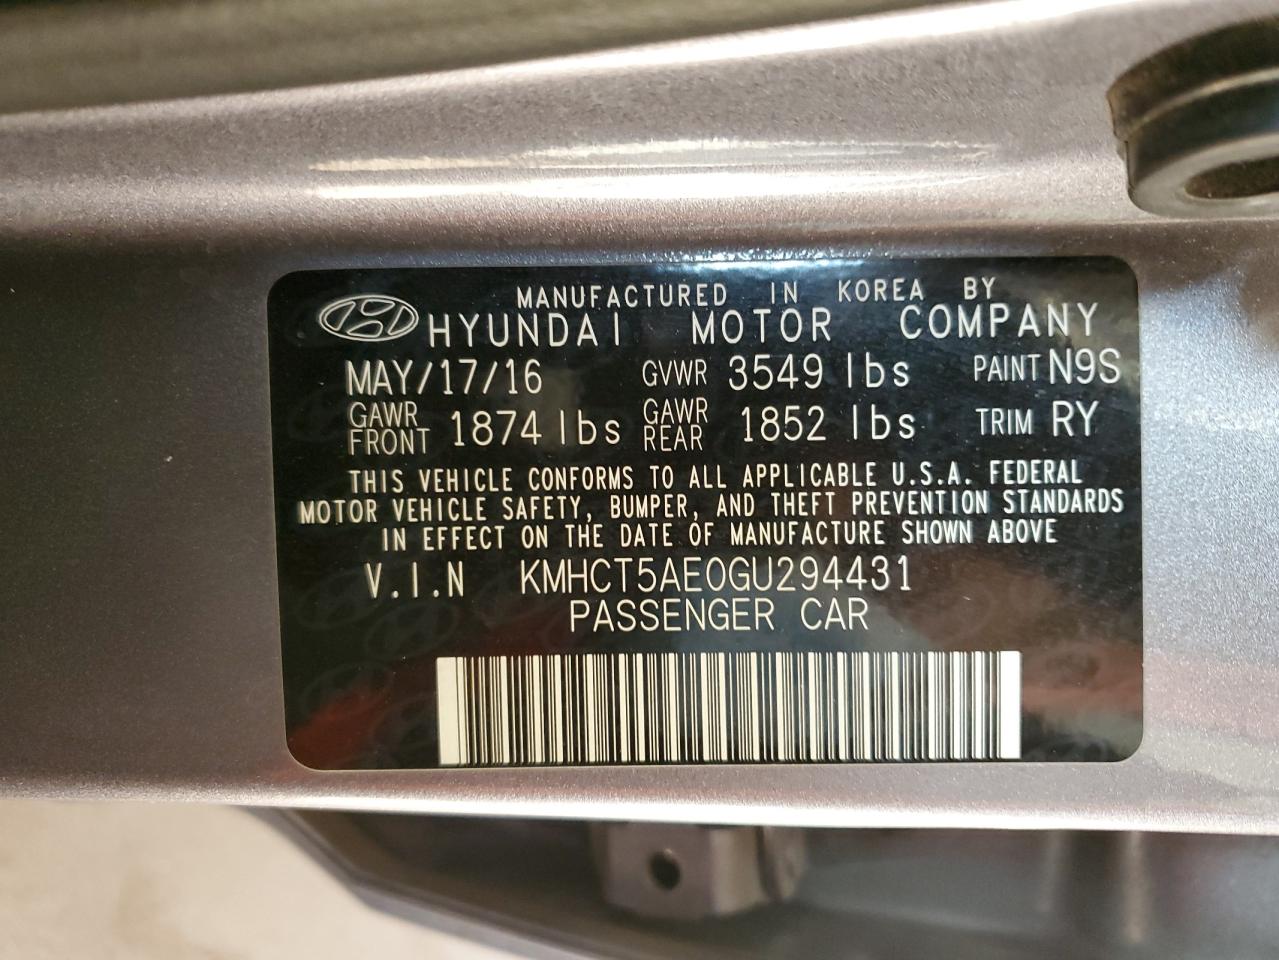 MANUFACTURED IN KOREA BY
HYUNDAI MOTOR COMPANY
MAY/17/16 GVWR 3549 lbs PAINT N9S
GAWR FRONT 1874 lbs GAWR REAR 1852 lbs TRIM RY
THIS VEHICLE CONFORMS TO ALL APPLICABLE U.S.A. FEDERAL
MOTOR VEHICLE SAFETY, BUMPER, AND THEFT PREVENTION STANDARDS
IN EFFECT ON THE DATE OF MANUFACTURE SHOWN ABOVE
V.I.N KMHCT5AE0GU294431
PASSENGER CAR